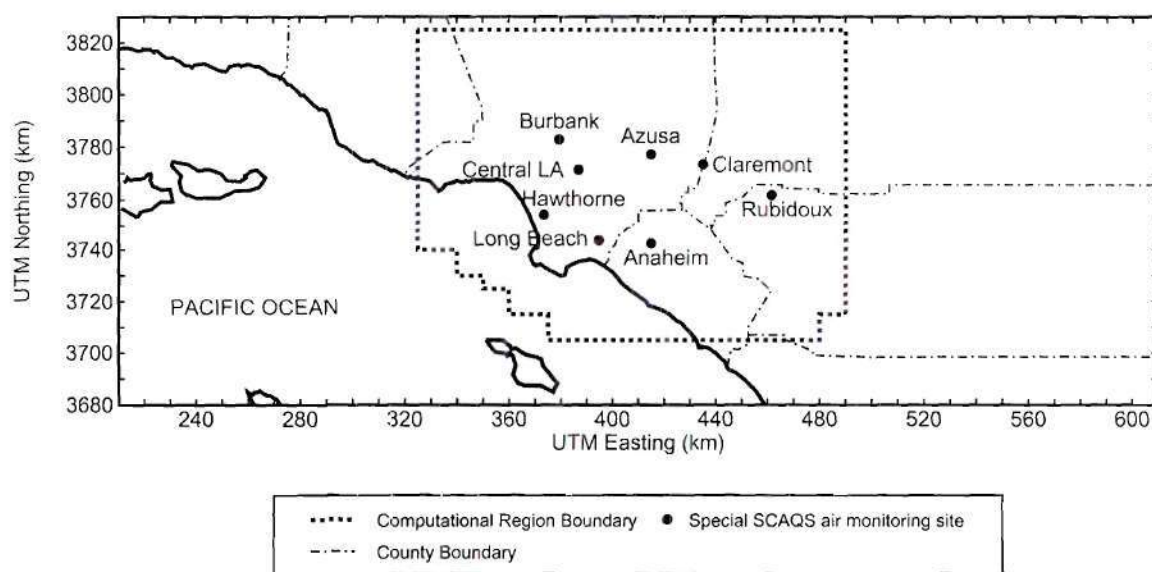 UTM Northing (km)
3820
3800
3780
3760
3740
3720
3700
3680
Burbank
Azusa
Central LA
Claremont
Hawthorne
Rubidoux
Long Beach
Anaheim
PACIFIC OCEAN
240 280 320 360 400 440 480 520 560 600
UTM Easting (km)
Computational Region Boundary
Special SCAQS air monitoring site
County Boundary